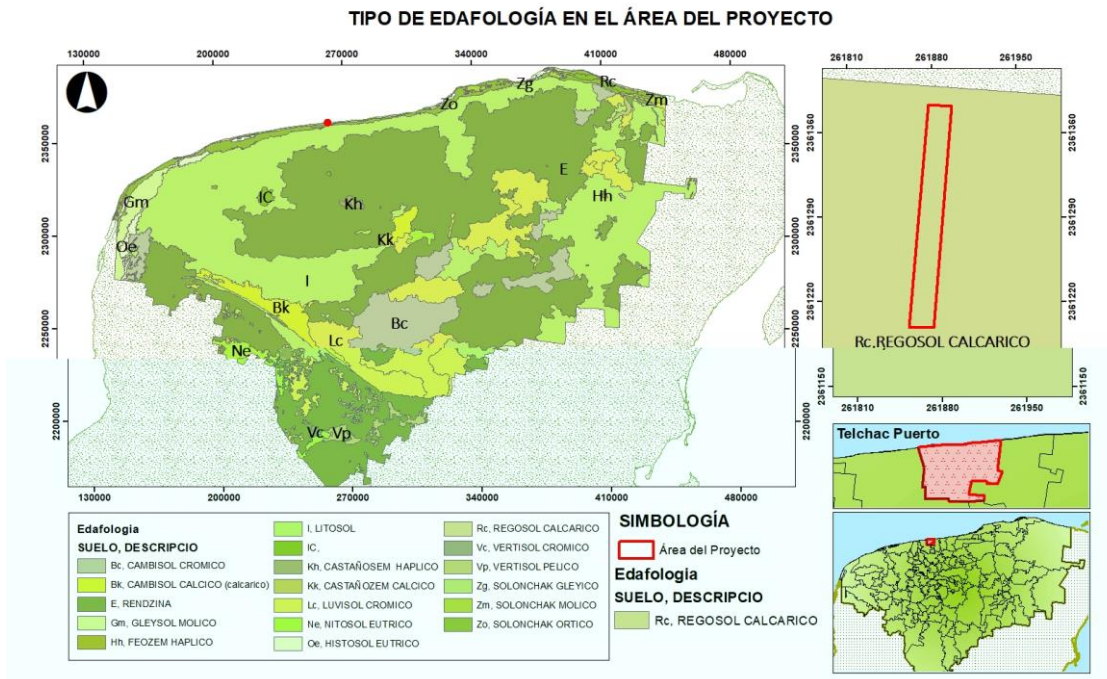 TIPO DE EDAFOLOGÍA EN EL ÁREA DEL PROYECTO
130000 200000 270000 340000 410000 480000
2350000 2300000 2250000 2200000
Zg
Rc
Zo
Zm
E
IC
Kh
Hh
Gm
Kk
Oe
I
Bk
Bc
Lc
Ne
Vc Vp
2350000 2300000 2250000 2200000
130000 200000 270000 340000 410000 480000
261810 261880 261950
2361360 2361290 2361220 2361150
Rc,REGOSOL CALCARICO
2361360 2361290 2361220 2361150
261810 261880 261950
Telchac Puerto
Edafologia
SUELO, DESCRIPCIO
Bc, CAMBISOL CROMICO
Bk, CAMBISOL CALCICO (calcarico)
E, RENDZINA
Gm, GLEYSOL MOLICO
Hh, FEOZEM HAPLICO
I, LITOSOL
IC,
Kh, CASTAÑOSEM HAPLICO
Kk, CASTAÑOZEM CALCICO
Lc, LUVISOL CROMICO
Ne, NITOSOL EUTRICO
Oe, HISTOSOL EUTRICO
Rc, REGOSOL CALCARICO
Vc, VERTISOL CROMICO
Vp, VERTISOL PELICO
Zg, SOLONCHAK GLEYICO
Zm, SOLONCHAK MOLICO
Zo, SOLONCHAK ORTICO
SIMBOLOGÍA
Área del Proyecto
Edafologia
SUELO, DESCRIPCIO
Rc, REGOSOL CALCARICO